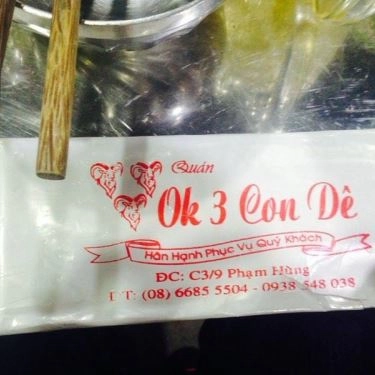 Quán
Ok 3 Con Dê
Hân Hạnh Phục Vụ Quý Khách
ĐC: C3/9 Phạm Hùng
ĐT: (08) 6685 5504 - 0938 548 038